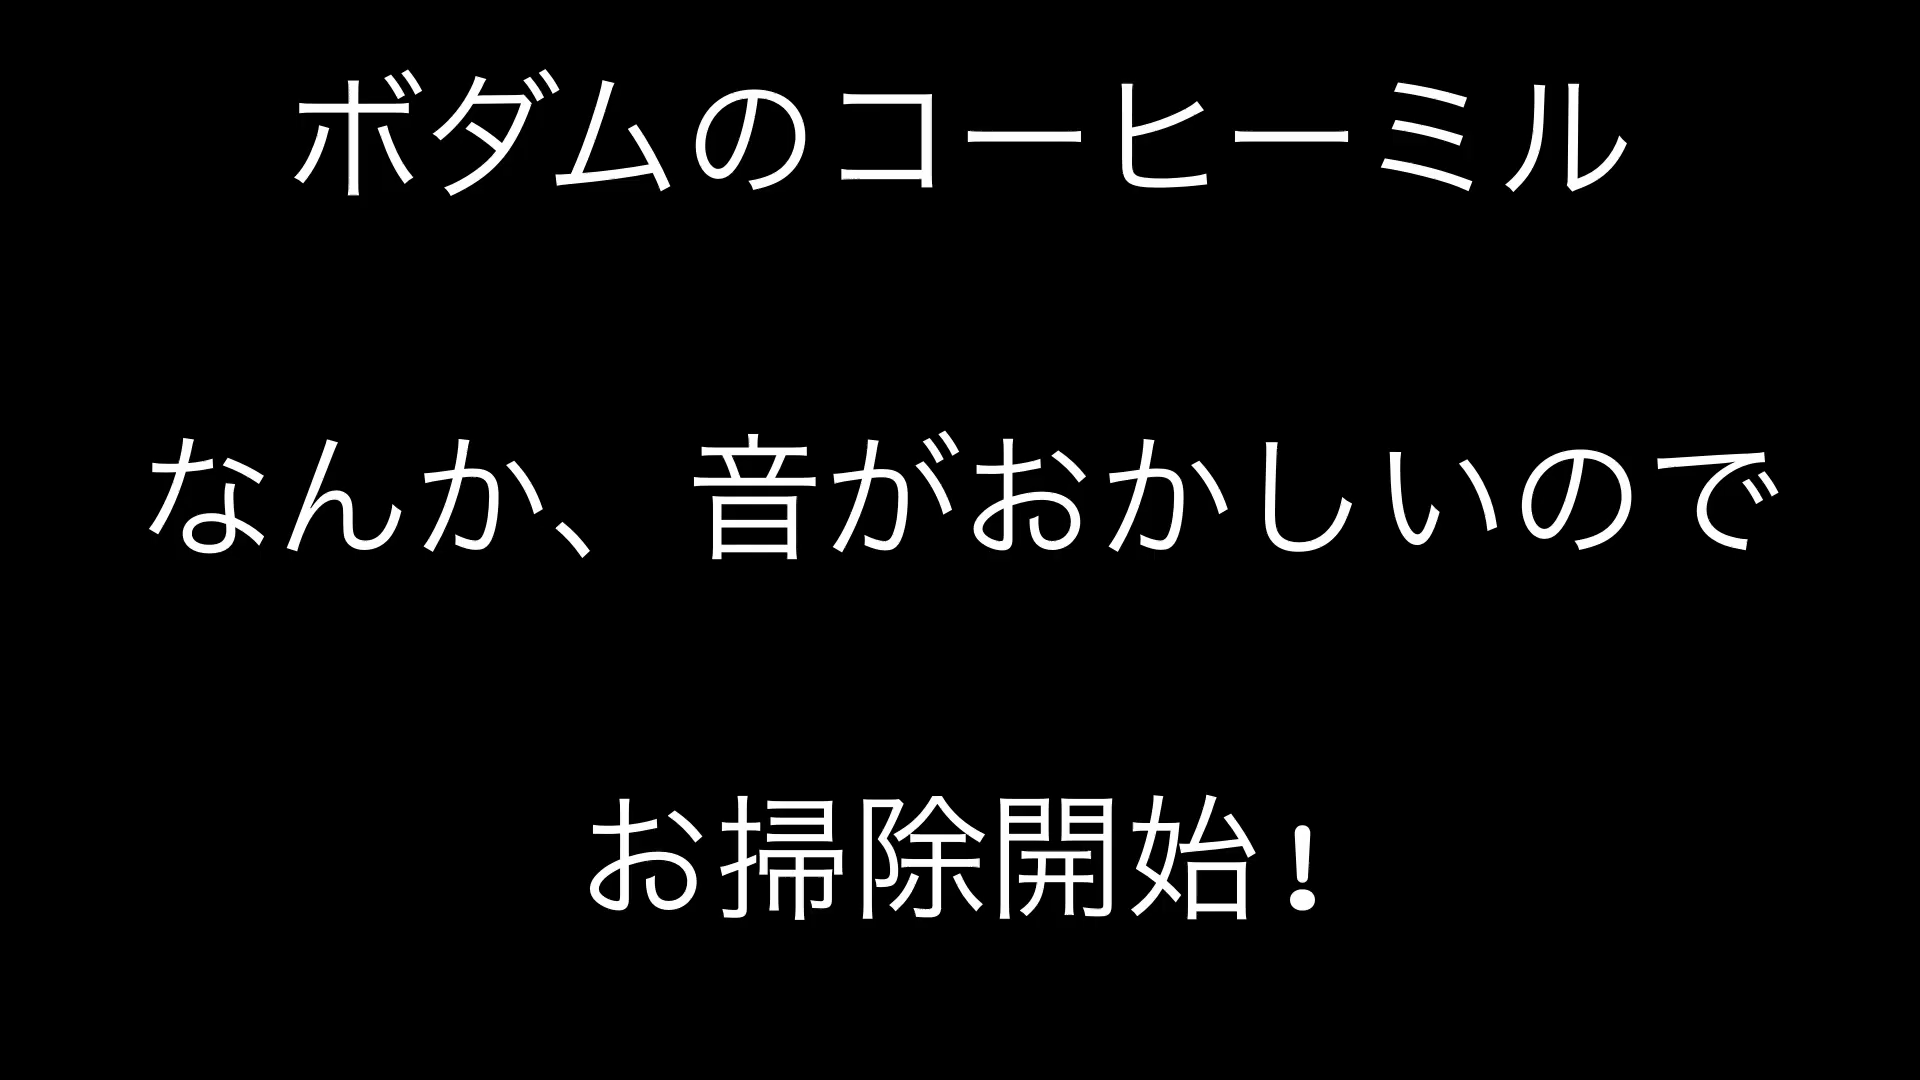 ボダムのコーヒーミル
なんか、音がおかしいので
お掃除開始！